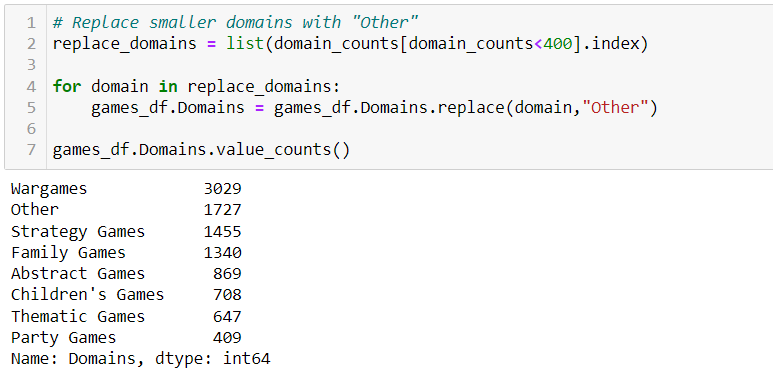 1 # Replace smaller domains with "Other"
2 replace_domains = list(domain_counts[domain_counts<400].index)
3
4 for domain in replace_domains:
5     games_df.Domains = games_df.Domains.replace(domain,"Other")
6
7 games_df.Domains.value_counts()
Wargames            3029
Other               1727
Strategy Games      1455
Family Games        1340
Abstract Games       869
Children's Games     708
Thematic Games       647
Party Games          409
Name: Domains, dtype: int64